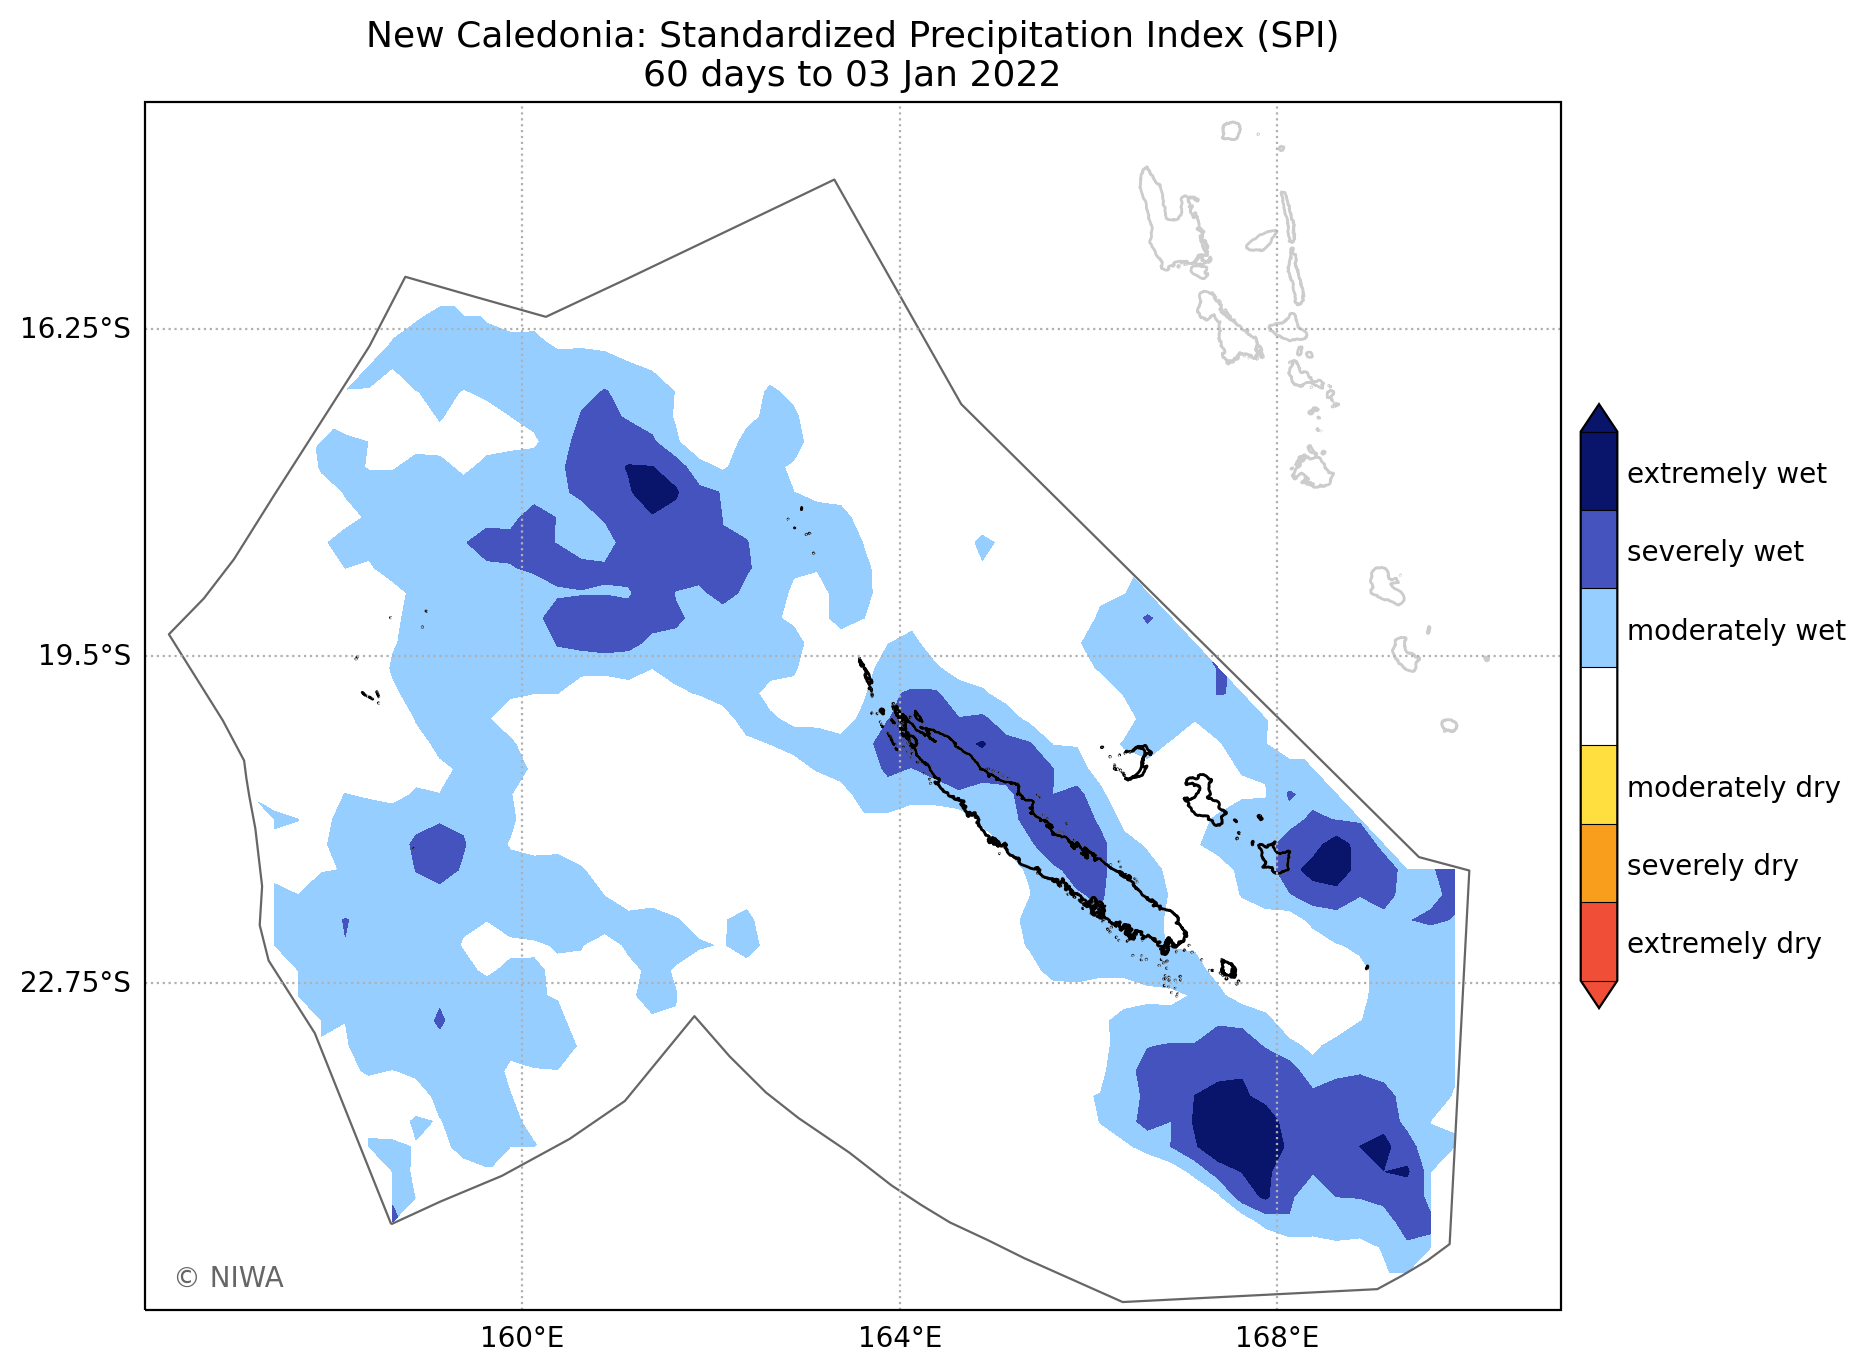 New Caledonia: Standardized Precipitation Index (SPI)
60 days to 03 Jan 2022
16.25°S
19.5°S
22.75°S
160°E
164°E
168°E
extremely wet
severely wet
moderately wet
moderately dry
severely dry
extremely dry
© NIWA